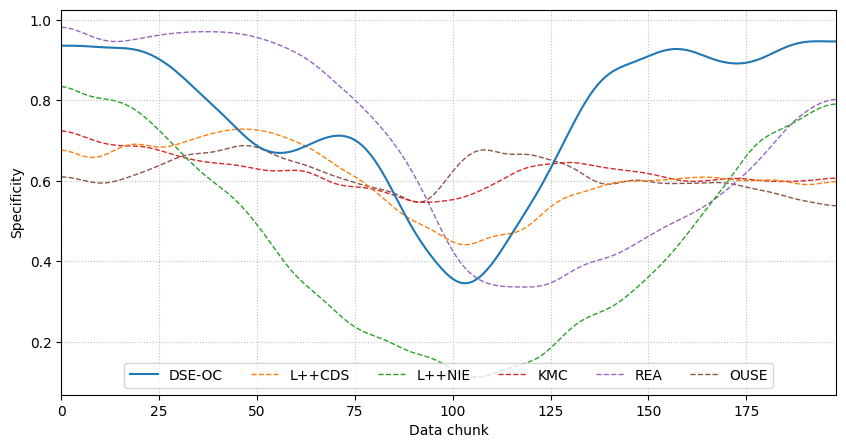 1.0
0.8
0.6
0.4
0.2
Specificity
DSE-OC L++CDS L++NIE KMC REA OUSE
0 25 50 75 100 125 150 175
Data chunk